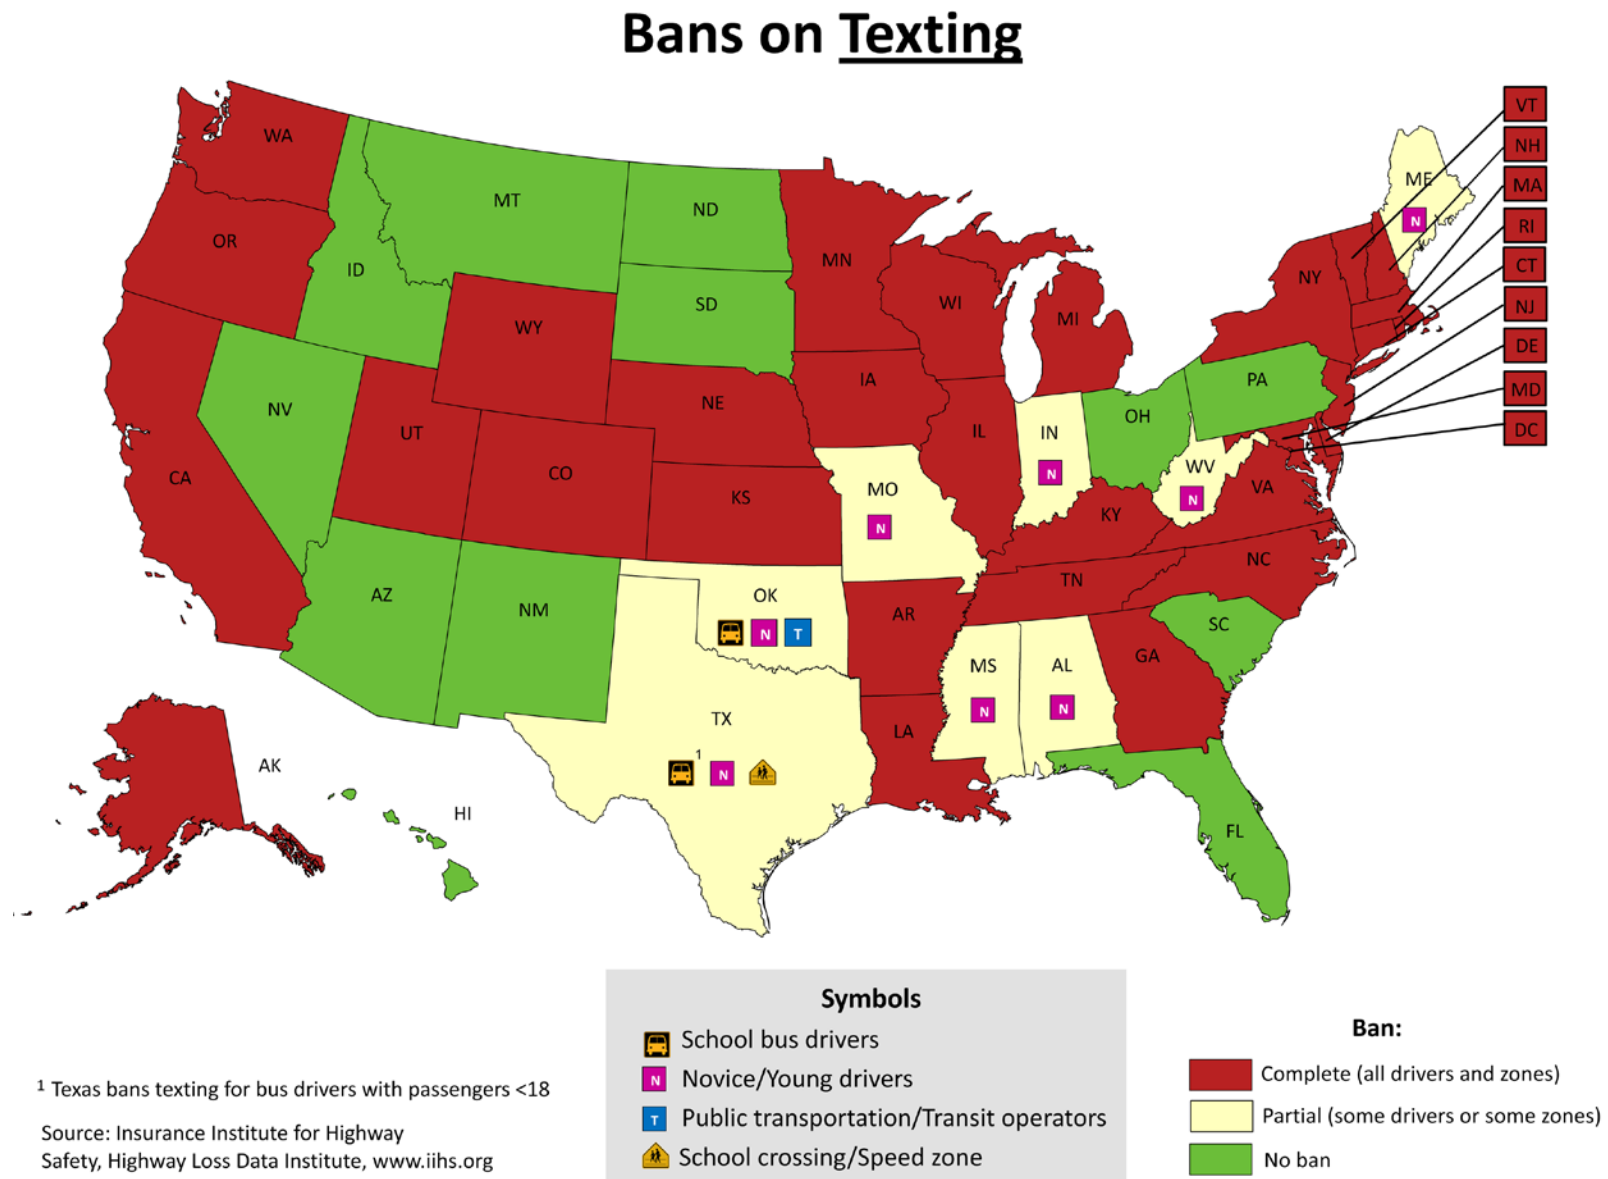 Bans on Texting
WA
MT
ND
MN
OR
ID
SD
WY
WI
MI
NY
ME
N
VT
NH
MA
RI
CT
NJ
DE
MD
DC
NV
UT
CO
NE
IA
IL
IN
N
OH
PA
WV
N
VA
CA
KS
MO
N
KY
NC
TN
AZ
NM
OK
N T
AR
MS
N
AL
N
GA
SC
TX
1
N
LA
FL
AK
HI
Symbols
School bus drivers
N Novice/Young drivers
T Public transportation/Transit operators
School crossing/Speed zone
Ban:
Complete (all drivers and zones)
Partial (some drivers or some zones)
No ban
1 Texas bans texting for bus drivers with passengers <18
Source: Insurance Institute for Highway
Safety, Highway Loss Data Institute, www.iihs.org